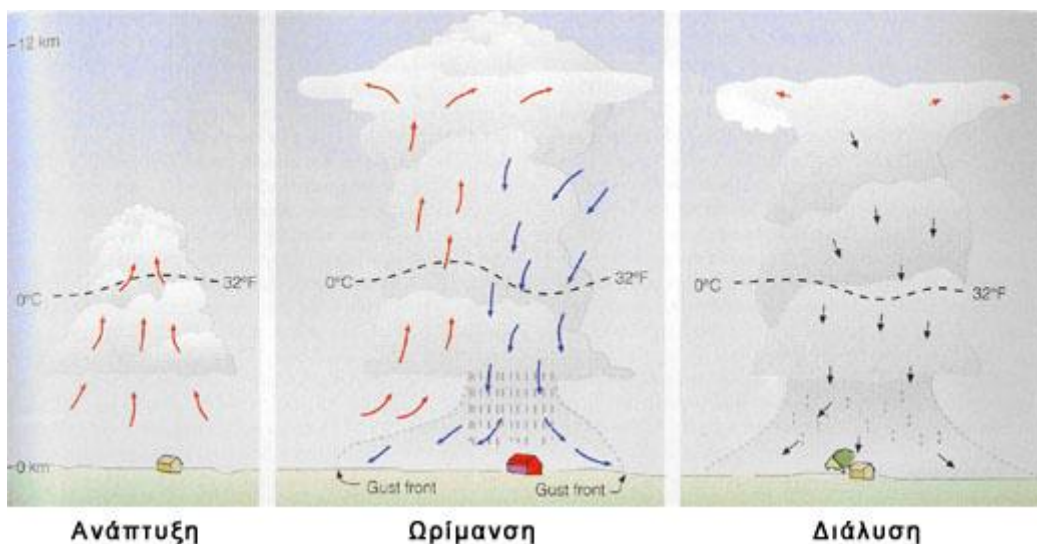 12 km
0°C
32°F
0 km
Ανάπτυξη
0°C
32°F
Gust front
Gust front
Ωρίμανση
0°C
32°F
Διάλυση